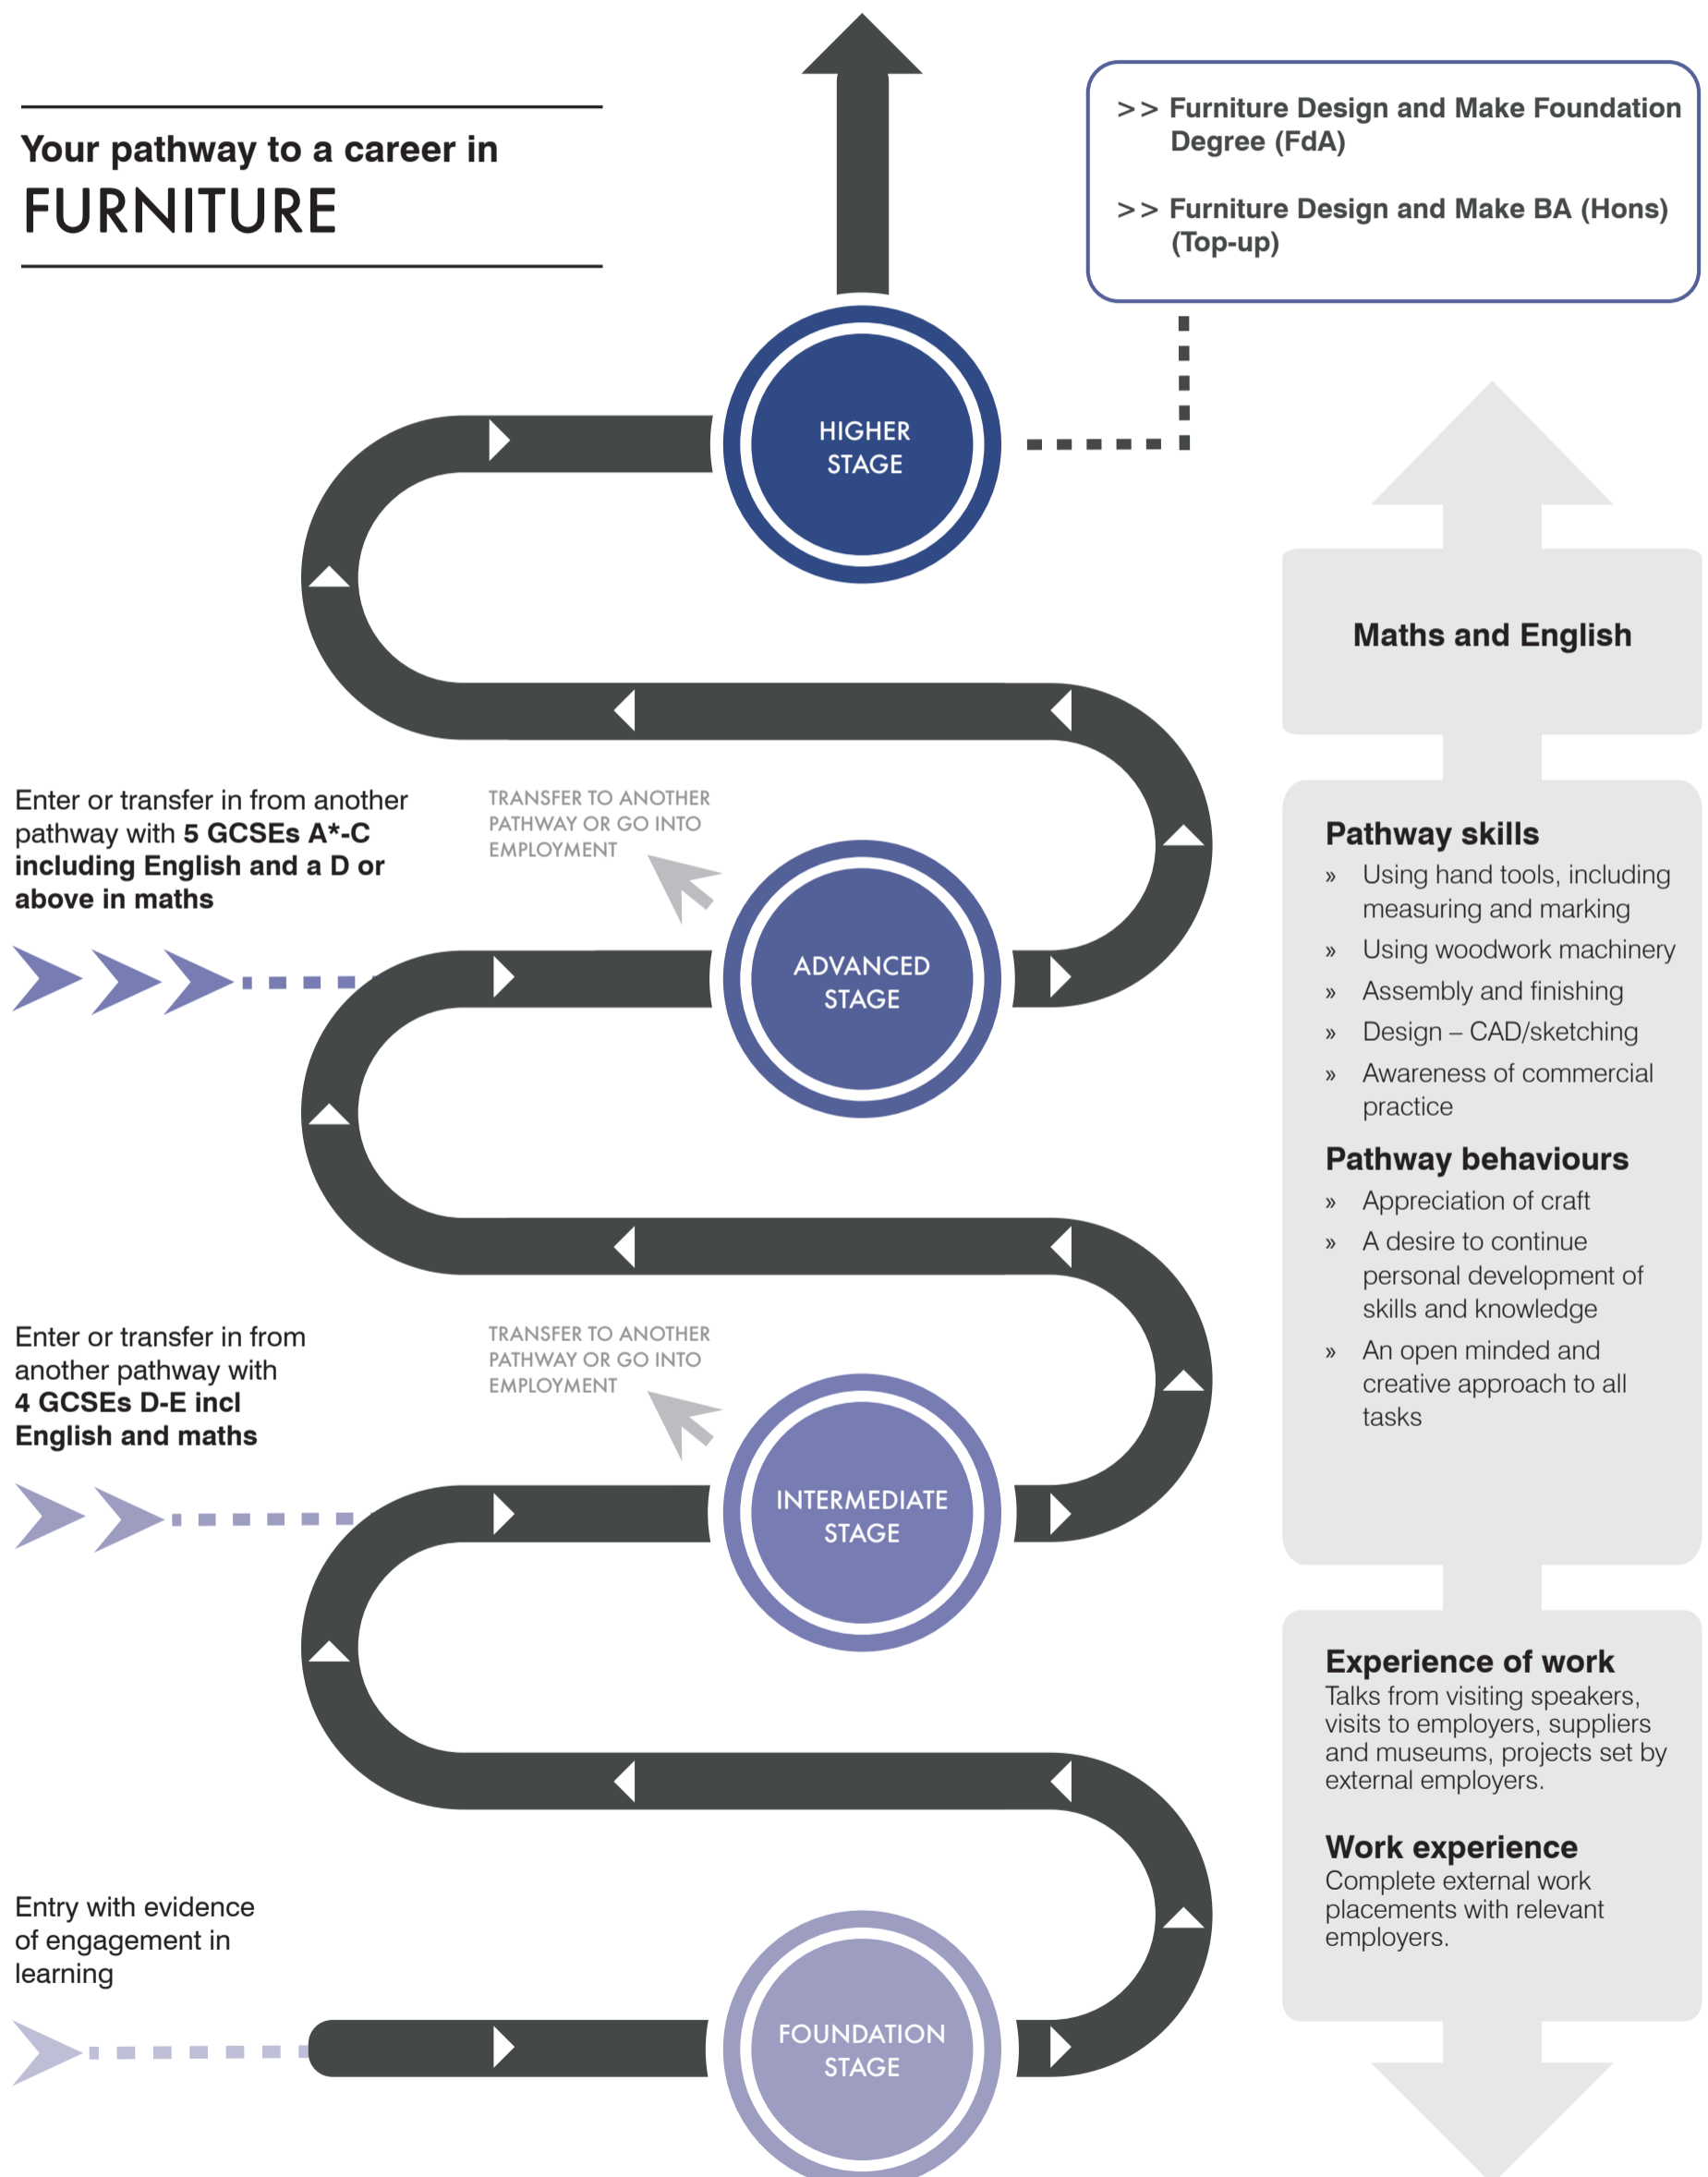 Your pathway to a career in
FURNITURE
>> Furniture Design and Make Foundation
Degree (FdA)
>> Furniture Design and Make BA (Hons)
(Top-up)
HIGHER
STAGE
Maths and English
Enter or transfer in from another
pathway with 5 GCSEs A*-C
including English and a D or
above in maths
TRANSFER TO ANOTHER
PATHWAY OR GO INTO
EMPLOYMENT
ADVANCED
STAGE
Pathway skills
» Using hand tools, including
measuring and marking
» Using woodwork machinery
» Assembly and finishing
» Design – CAD/sketching
» Awareness of commercial
practice
Pathway behaviours
» Appreciation of craft
» A desire to continue
personal development of
skills and knowledge
» An open minded and
creative approach to all
tasks
Enter or transfer in from
another pathway with
4 GCSEs D-E incl
English and maths
TRANSFER TO ANOTHER
PATHWAY OR GO INTO
EMPLOYMENT
INTERMEDIATE
STAGE
Experience of work
Talks from visiting speakers,
visits to employers, suppliers
and museums, projects set by
external employers.
Work experience
Complete external work
placements with relevant
employers.
Entry with evidence
of engagement in
learning
FOUNDATION
STAGE